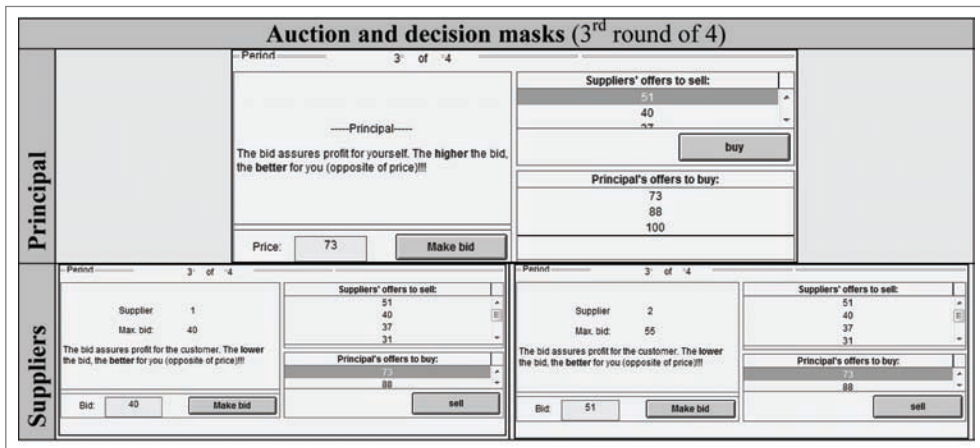 Auction and decision masks (3rd round of 4)
Principal
Period
3 of 4
-----Principal-----
The bid assures profit for yourself. The higher the bid,
the better for you (opposite of price)!!!
Price: 73 Make bid
Suppliers' offers to sell:
51
40
buy
Principal's offers to buy:
73
88
100
Suppliers
Period
3 of 4
Supplier 1
Max. bid: 40
The bid assures profit for the customer. The lower
the bid, the better for you (opposite of price)!!!
Bid: 40 Make bid
Suppliers' offers to sell:
51
40
37
31
Principal's offers to buy:
73
88
sell
Period
3 of 4
Supplier 2
Max. bid: 55
The bid assures profit for the customer. The lower
the bid, the better for you (opposite of price)!!!
Bid: 51 Make bid
Suppliers' offers to sell:
51
40
37
31
Principal's offers to buy:
73
88
sell